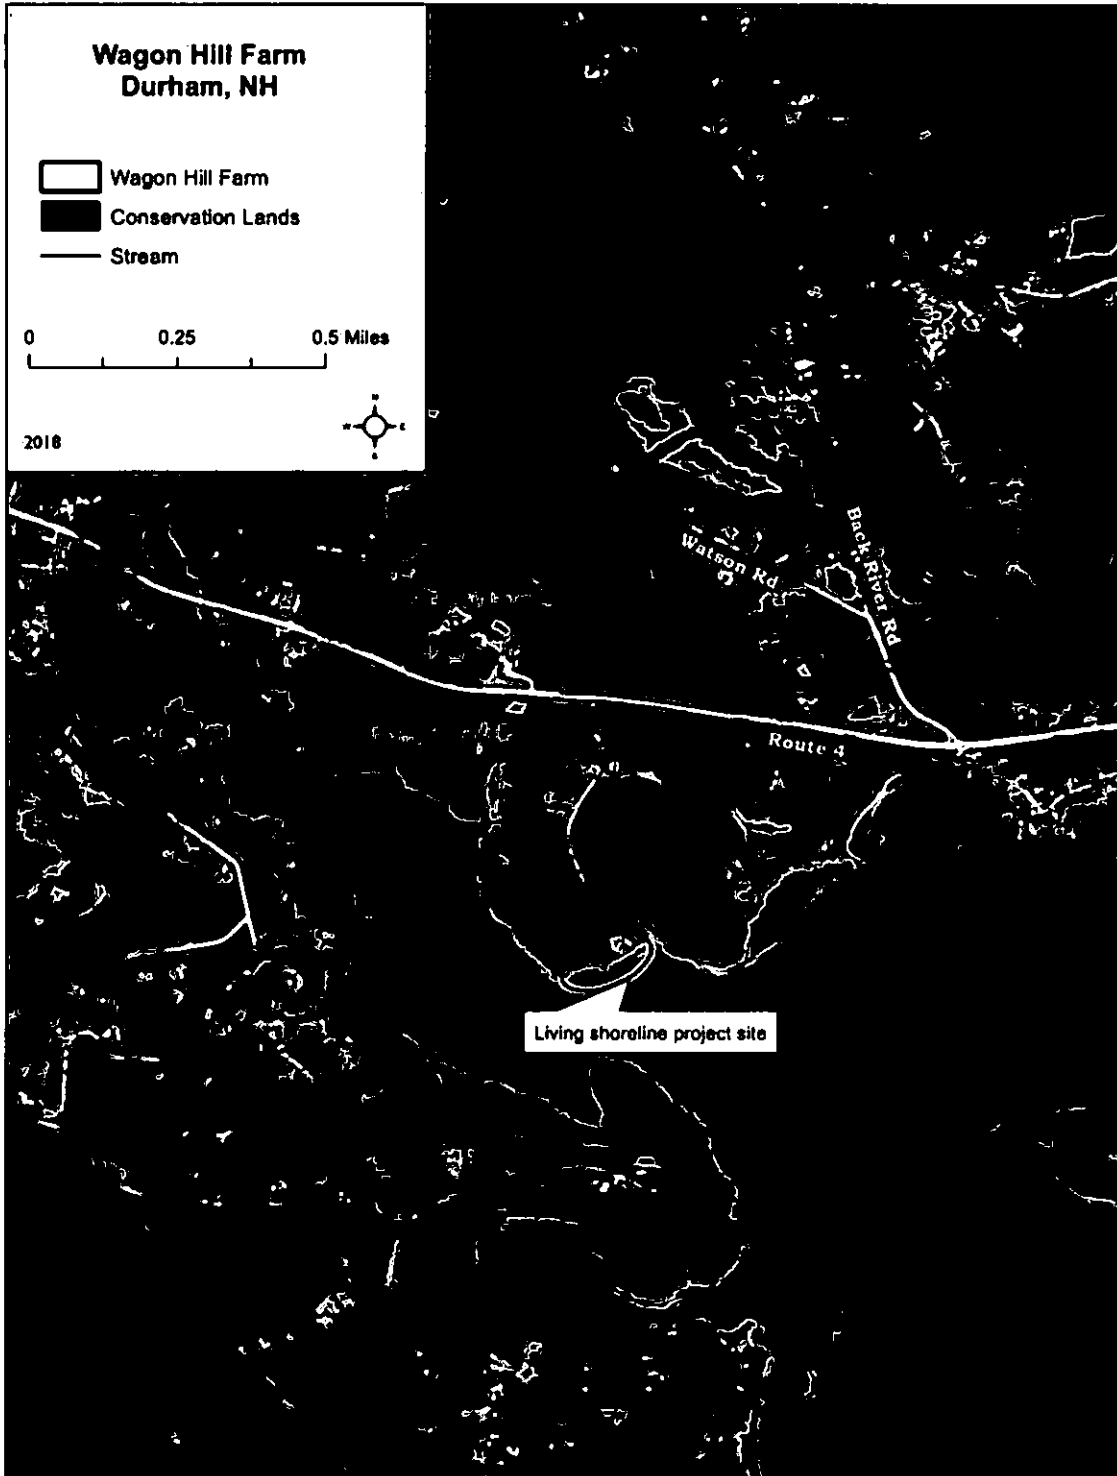 Wagon Hill Farm
Durham, NH
Wagon Hill Farm
Conservation Lands
Stream
0 0.25 0.5 Miles
N
W E
S
2018
Back River Rd
Watson Rd
Route 4
Living shoreline project site